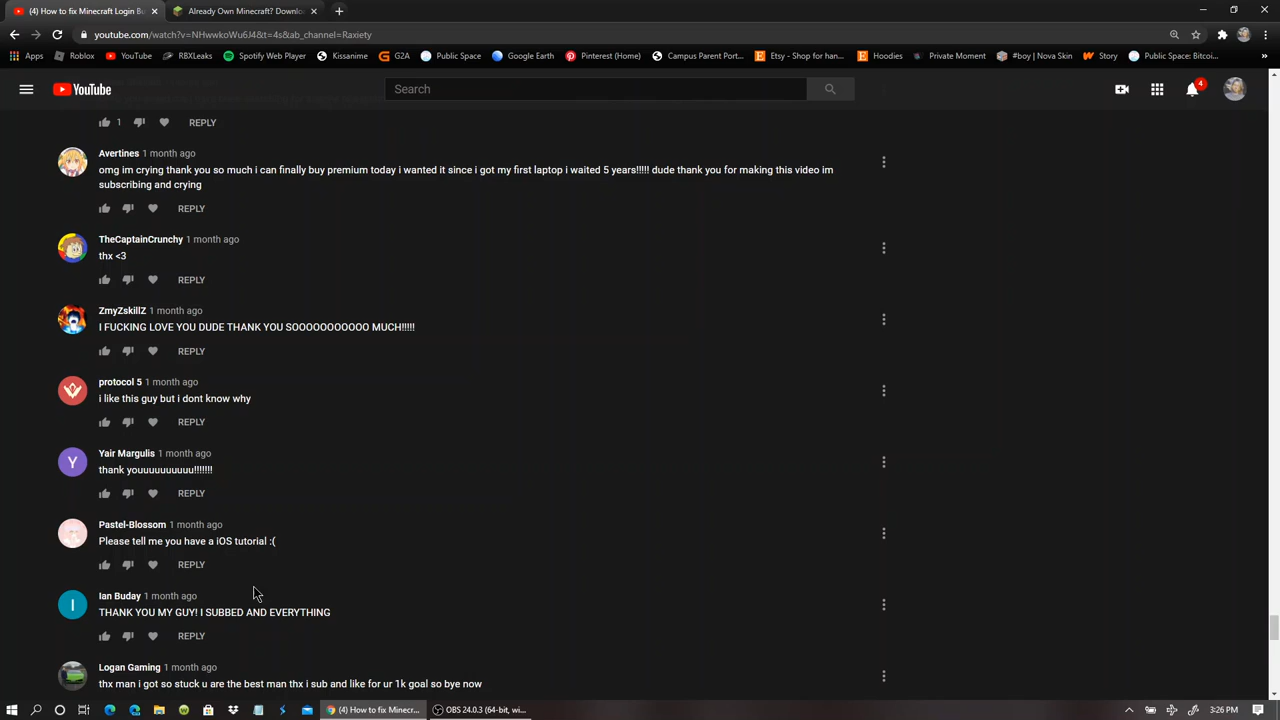 (4) How to fix Minecraft Login Bu
Already Own Minecraft? Downlo
youtube.com/watch?v=NHwwkoWu6J4&t=4s&ab_channel=Raxiety
Apps Roblox YouTube RBXLeaks Spotify Web Player Kissanime G2A Public Space Google Earth Pinterest (Home) Campus Parent Port... Etsy - Shop for han... Hoodies Private Moment #boy | Nova Skin Story Public Space: Bitcoi... »
YouTube Search 4
1 REPLY
Avertines 1 month ago
omg im crying thank you so much i can finally buy premium today i wanted it since i got my first laptop i waited 5 years!!!!! dude thank you for making this video im
subscribing and crying
REPLY
TheCaptainCrunchy 1 month ago
thx <3
REPLY
ZmyZskillZ 1 month ago
I FUCKING LOVE YOU DUDE THANK YOU SOOOOOOOOOOO MUCH!!!!!
REPLY
protocol 5 1 month ago
i like this guy but i dont know why
REPLY
Y
Yair Margulis 1 month ago
thank youuuuuuuuuu!!!!!!!
REPLY
Pastel-Blossom 1 month ago
Please tell me you have a iOS tutorial :(
REPLY
I
Ian Buday 1 month ago
THANK YOU MY GUY! I SUBBED AND EVERYTHING
REPLY
Logan Gaming 1 month ago
thx man i got so stuck u are the best man thx i sub and like for ur 1k goal so bye now
(4) How to fix Minecr... OBS 24.0.3 (64-bit, wi... 3:26 PM